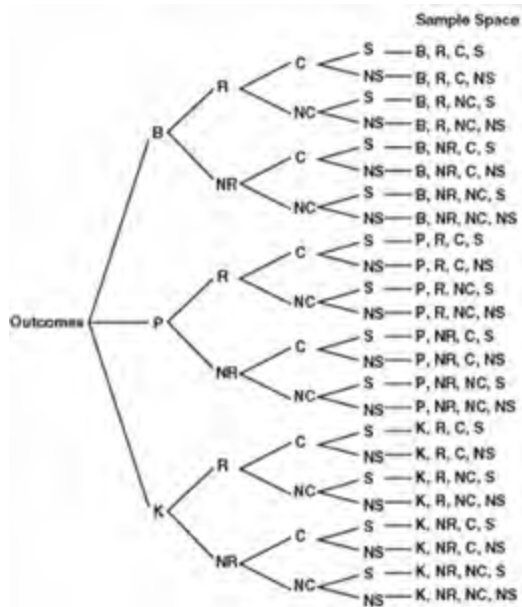 Sample Space
S B, R, C, S
C
R NS B, R, C, NS
S B, R, NC, S
NC
NS B, R, NC, NS
B
S B, NR, C, S
C
NS B, NR, C, NS
NR
S B, NR, NC, S
NC
NS B, NR, NC, NS
S P, R, C, S
C
R NS P, R, C, NS
S P, R, NC, S
NC
NS P, R, NC, NS
Outcomes P
S P, NR, C, S
C
NS P, NR, C, NS
NR
S P, NR, NC, S
NC
NS P, NR, NC, NS
S K, R, C, S
C
R NS K, R, C, NS
S K, R, NC, S
NC
NS K, R, NC, NS
K
S K, NR, C, S
C
NS K, NR, C, NS
NR
S K, NR, NC, S
NC
NS K, NR, NC, NS